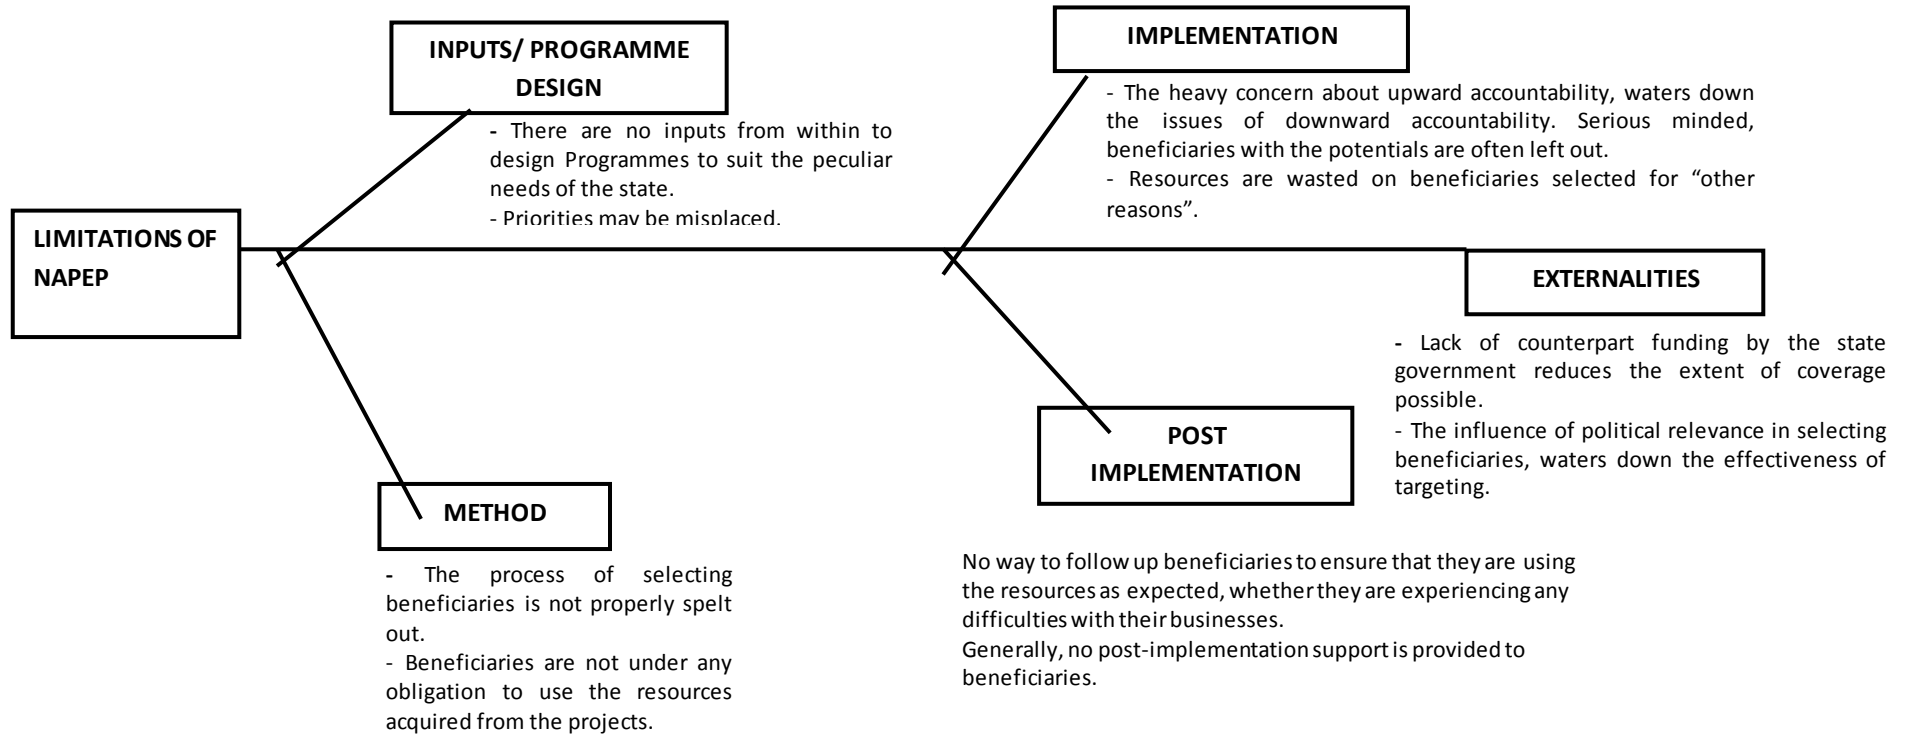 INPUTS/ PROGRAMME
DESIGN
- There are no inputs from within to
design Programmes to suit the peculiar
needs of the state.
- Priorities may be misplaced.
IMPLEMENTATION
- The heavy concern about upward accountability, waters down
the issues of downward accountability. Serious minded,
beneficiaries with the potentials are often left out.
- Resources are wasted on beneficiaries selected for “other
reasons”.
LIMITATIONS OF
NAPEP
EXTERNALITIES
- Lack of counterpart funding by the state
government reduces the extent of coverage
possible.
- The influence of political relevance in selecting
beneficiaries, waters down the effectiveness of
targeting.
METHOD
- The process of selecting
beneficiaries is not properly spelt
out.
- Beneficiaries are not under any
obligation to use the resources
acquired from the projects.
POST
IMPLEMENTATION
No way to follow up beneficiaries to ensure that they are using
the resources as expected, whether they are experiencing any
difficulties with their businesses.
Generally, no post-implementation support is provided to
beneficiaries.